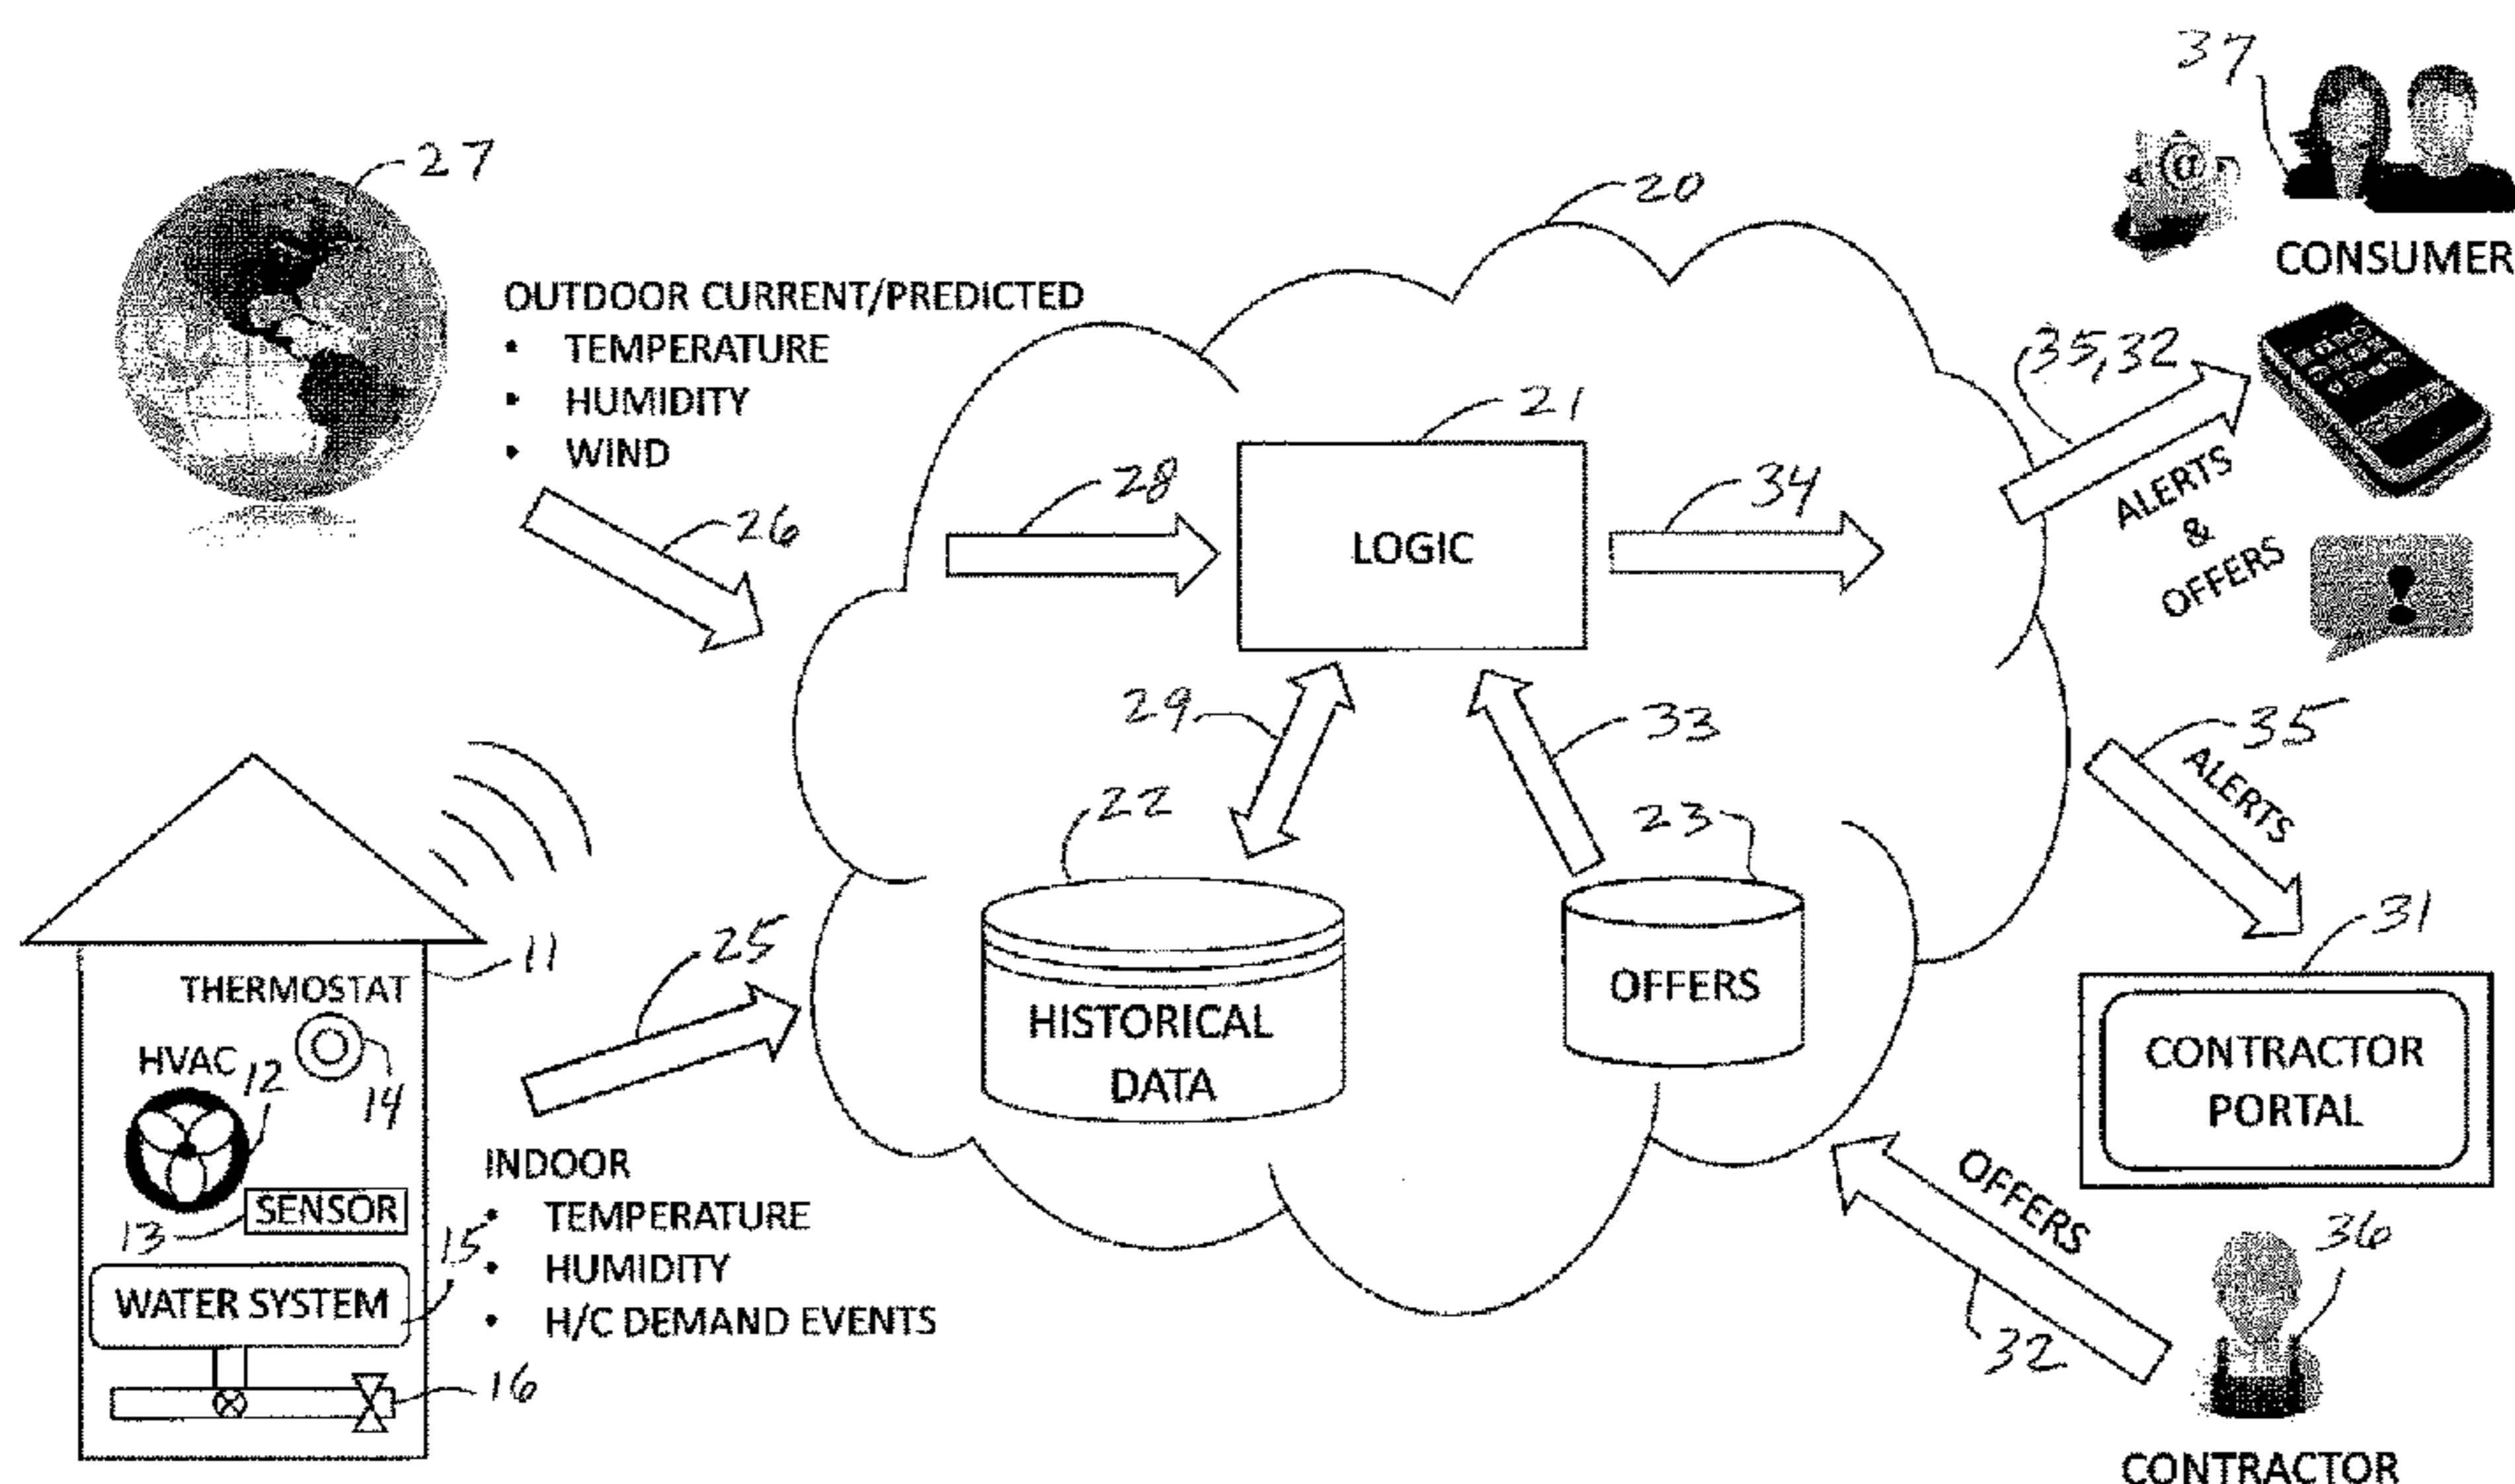 37
@
CONSUMER
27
OUTDOOR CURRENT/PREDICTED
• TEMPERATURE
• HUMIDITY
• WIND
26
20
21
28
LOGIC
34
35,32
ALERTS
&
OFFERS
!
29
33
22
23
HISTORICAL
DATA
OFFERS
35
ALERTS
31
CONTRACTOR
PORTAL
11
25
THERMOSTAT
HVAC
12
14
SENSOR
13
15
WATER SYSTEM
16
INDOOR
• TEMPERATURE
• HUMIDITY
• H/C DEMAND EVENTS
OFFERS
32
36
CONTRACTOR